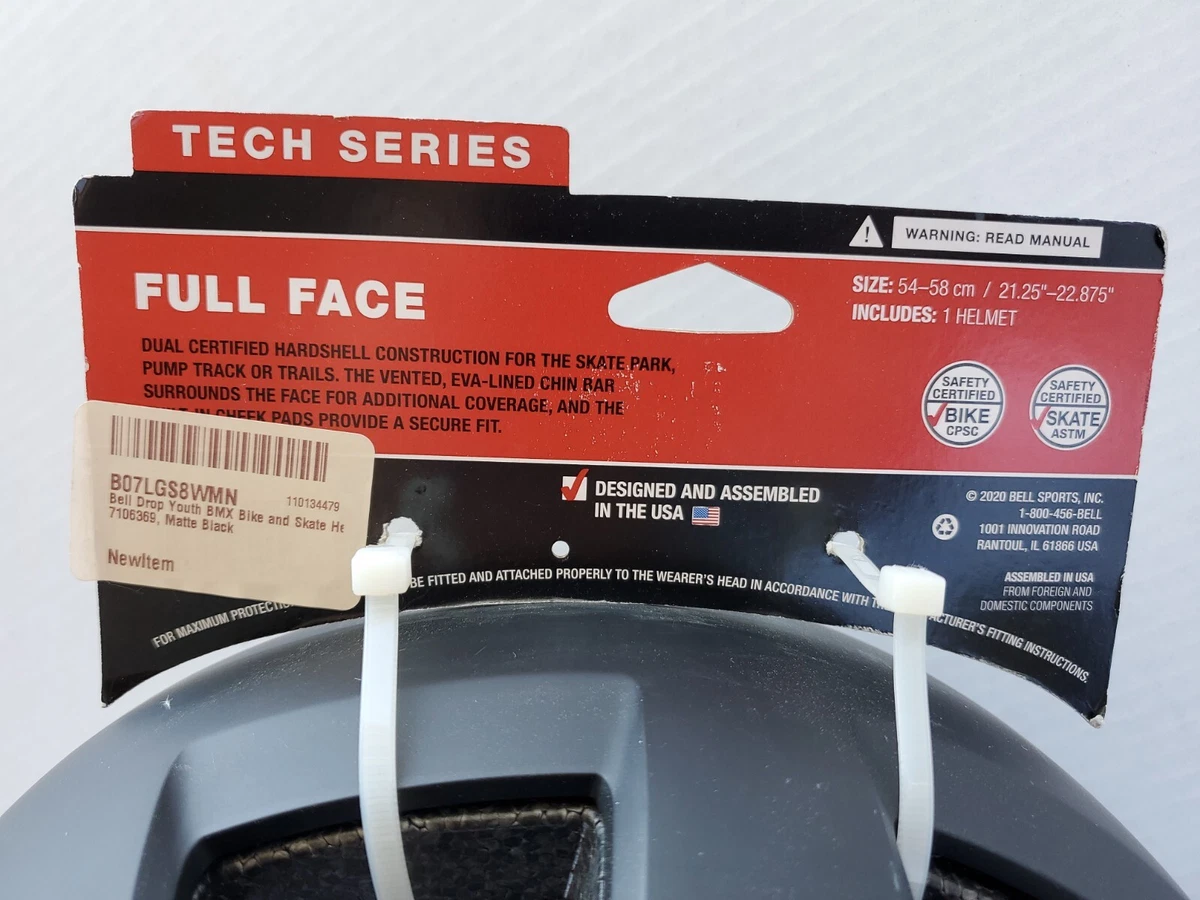 TECH SERIES
WARNING: READ MANUAL
FULL FACE
DUAL CERTIFIED HARDSHELL CONSTRUCTION FOR THE SKATE PARK,
PUMP TRACK OR TRAILS. THE VENTED, EVA-LINED CHIN BAR
SURROUNDS THE FACE FOR ADDITIONAL COVERAGE, AND THE
IN CHEEK PADS PROVIDE A SECURE FIT.
SIZE: 54–58 cm / 21.25"–22.875"
INCLUDES: 1 HELMET
SAFETY
CERTIFIED
BIKE
CPSC
SAFETY
CERTIFIED
SKATE
ASTM
B07LGS8WMN
110134479
Bell Drop Youth BMX Bike and Skate He
7106369, Matte Black
NewItem
DESIGNED AND ASSEMBLED
IN THE USA
© 2020 BELL SPORTS, INC.
1-800-456-BELL
1001 INNOVATION ROAD
RANTOUL, IL 61866 USA
ASSEMBLED IN USA
FROM FOREIGN AND
DOMESTIC COMPONENTS
FOR MAXIMUM BE FITTED AND ATTACHED PROPERLY TO THE WEARER'S HEAD IN ACCORDANCE WITH FITTING INSTRUCTIONS.